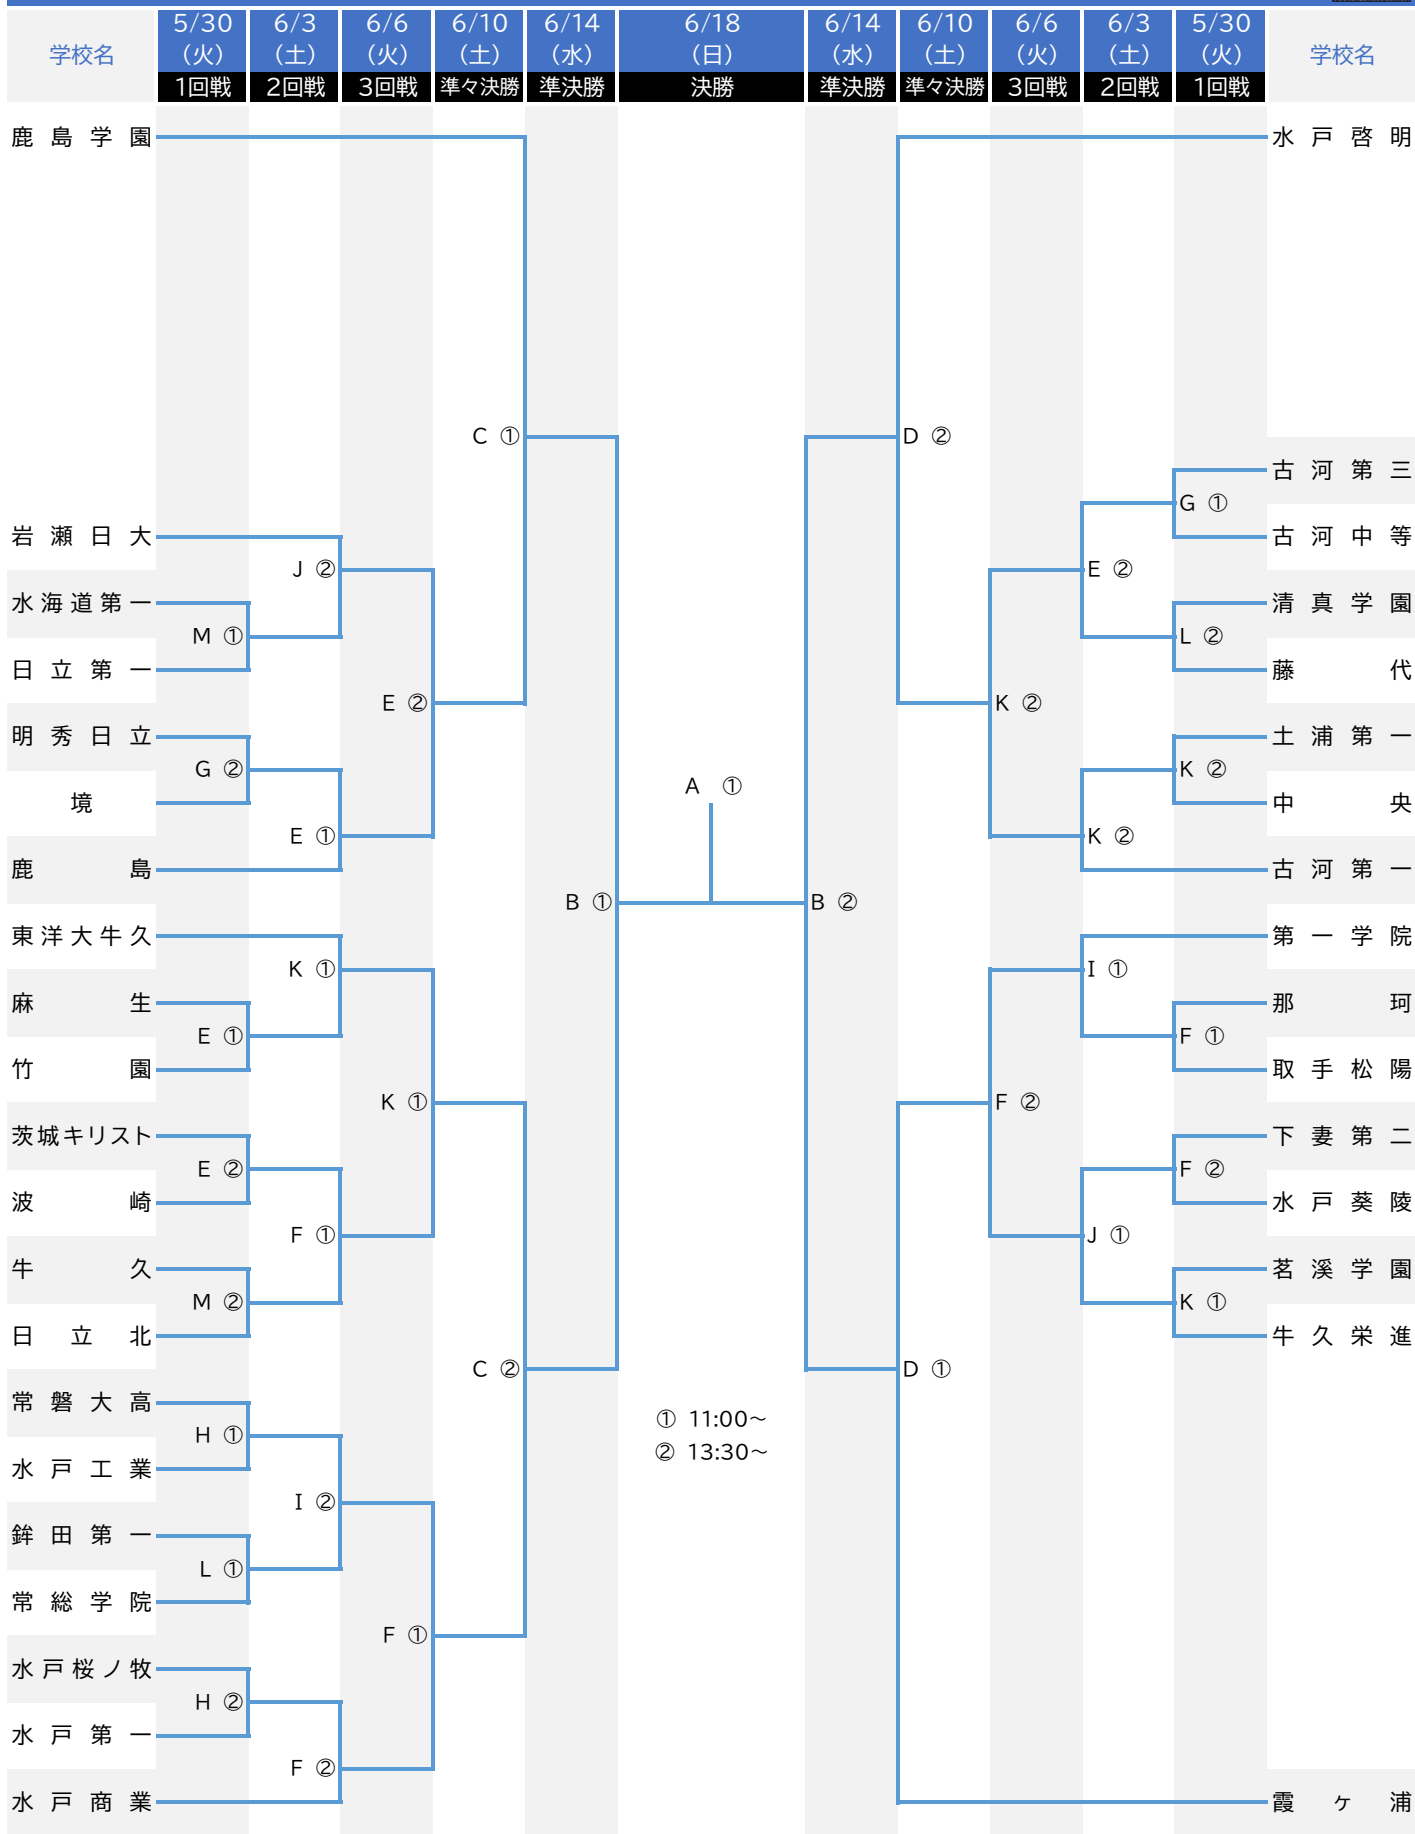 学校名 5/30 6/3 6/6 6/10 6/14 6/18 6/14 6/10 6/6 6/3 5/30 学校名
（火） （土） （火） （土） （水） （日） （水） （土） （火） （土） （火）
1回戦 2回戦 3回戦 準々決勝 準決勝 決勝 準決勝 準々決勝 3回戦 2回戦 1回戦
鹿島学園 水戸啓明
C ① D ②
古河第三
G ①
岩瀬日大 古河中等
J ② E ②
水海道第一 清真学園
M ① L ②
日立第一 藤代
E ② K ②
明秀日立 土浦第一
G ② K ②
A ①
境 中央
E ① K ②
鹿島 古河第一
B ① B ②
東洋大牛久 第一学院
K ① I ①
麻生 那珂
E ① F ①
竹園 取手松陽
K ① F ②
茨城キリスト 下妻第二
E ② F ②
波崎 水戸葵陵
F ① J ①
牛久 茗溪学園
M ② K ①
日立北 牛久栄進
C ② D ①
常磐大高
① 11:00～
H ①
② 13:30～
水戸工業
I ②
鉾田第一
L ①
常総学院
F ①
水戸桜ノ牧
H ②
水戸第一
F ②
水戸商業 霞ヶ浦